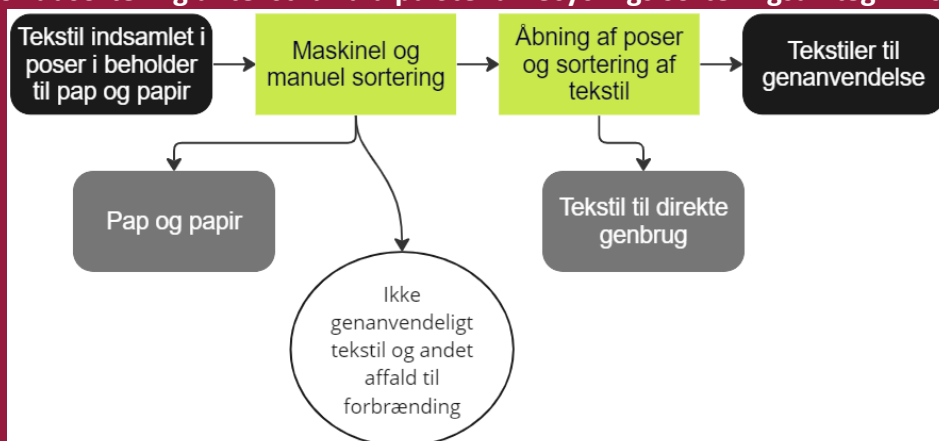 Tekstil indsamlet i
poser i beholder
til pap og papir
Maskinel og
manuel sortering
Åbning af poser
og sortering af
tekstil
Tekstiler til
genanvendelse
Pap og papir
Tekstil til direkte
genbrug
Ikke
genanvendeligt
tekstil og andet
affald til
forbrænding